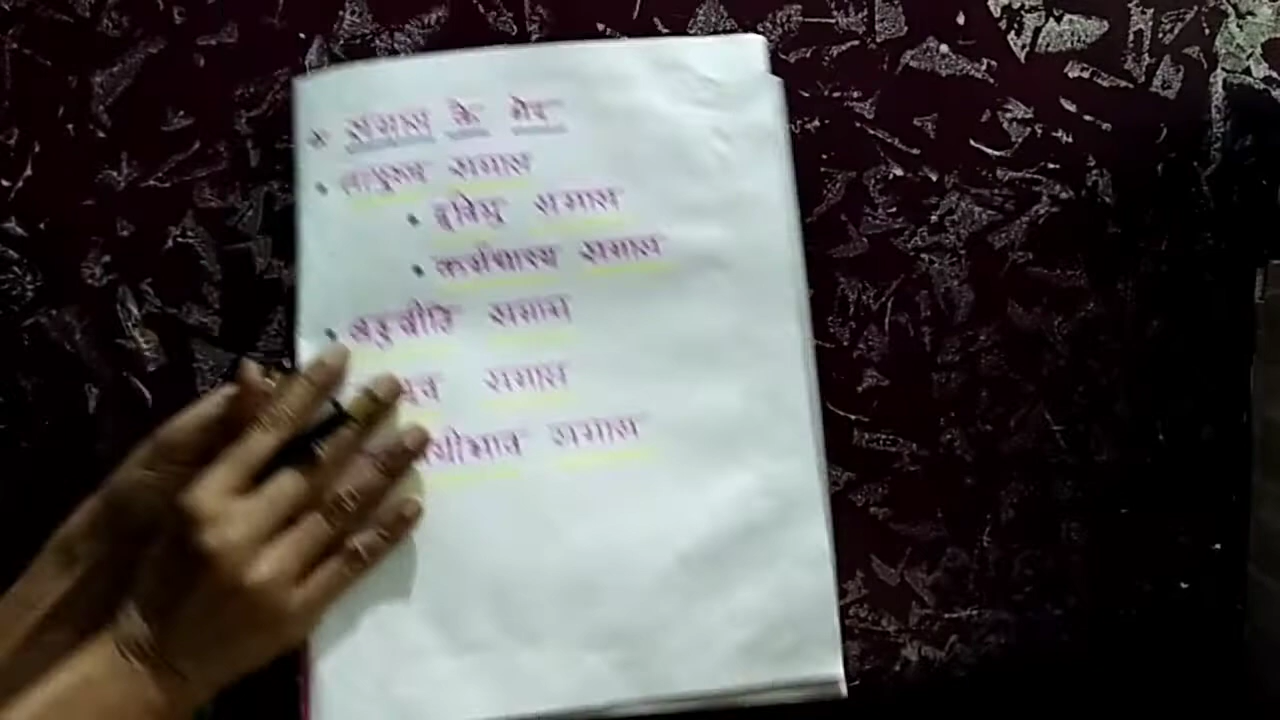 समास के भेद
तत्पुरुष समास
द्विगु समास
कर्मधारय समास
बहुव्रीहि समास
समास
समास